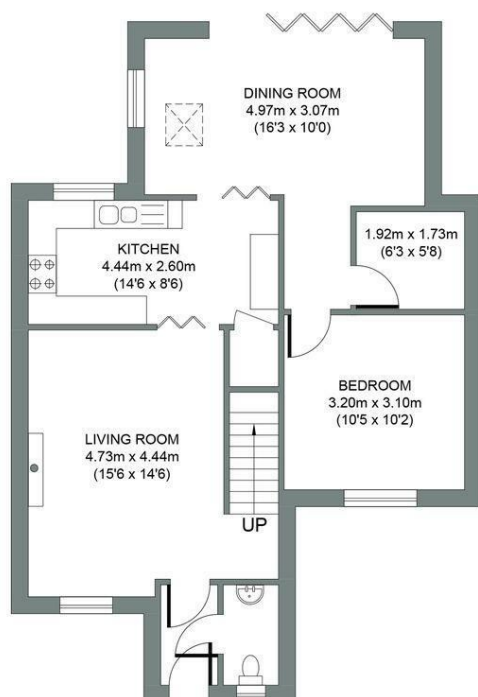 DINING ROOM
4.97m x 3.07m
(16'3 x 10'0)
KITCHEN
4.44m x 2.60m
(14'6 x 8'6)
1.92m x 1.73m
(6'3 x 5'8)
BEDROOM
3.20m x 3.10m
(10'5 x 10'2)
LIVING ROOM
4.73m x 4.44m
(15'6 x 14'6)
UP